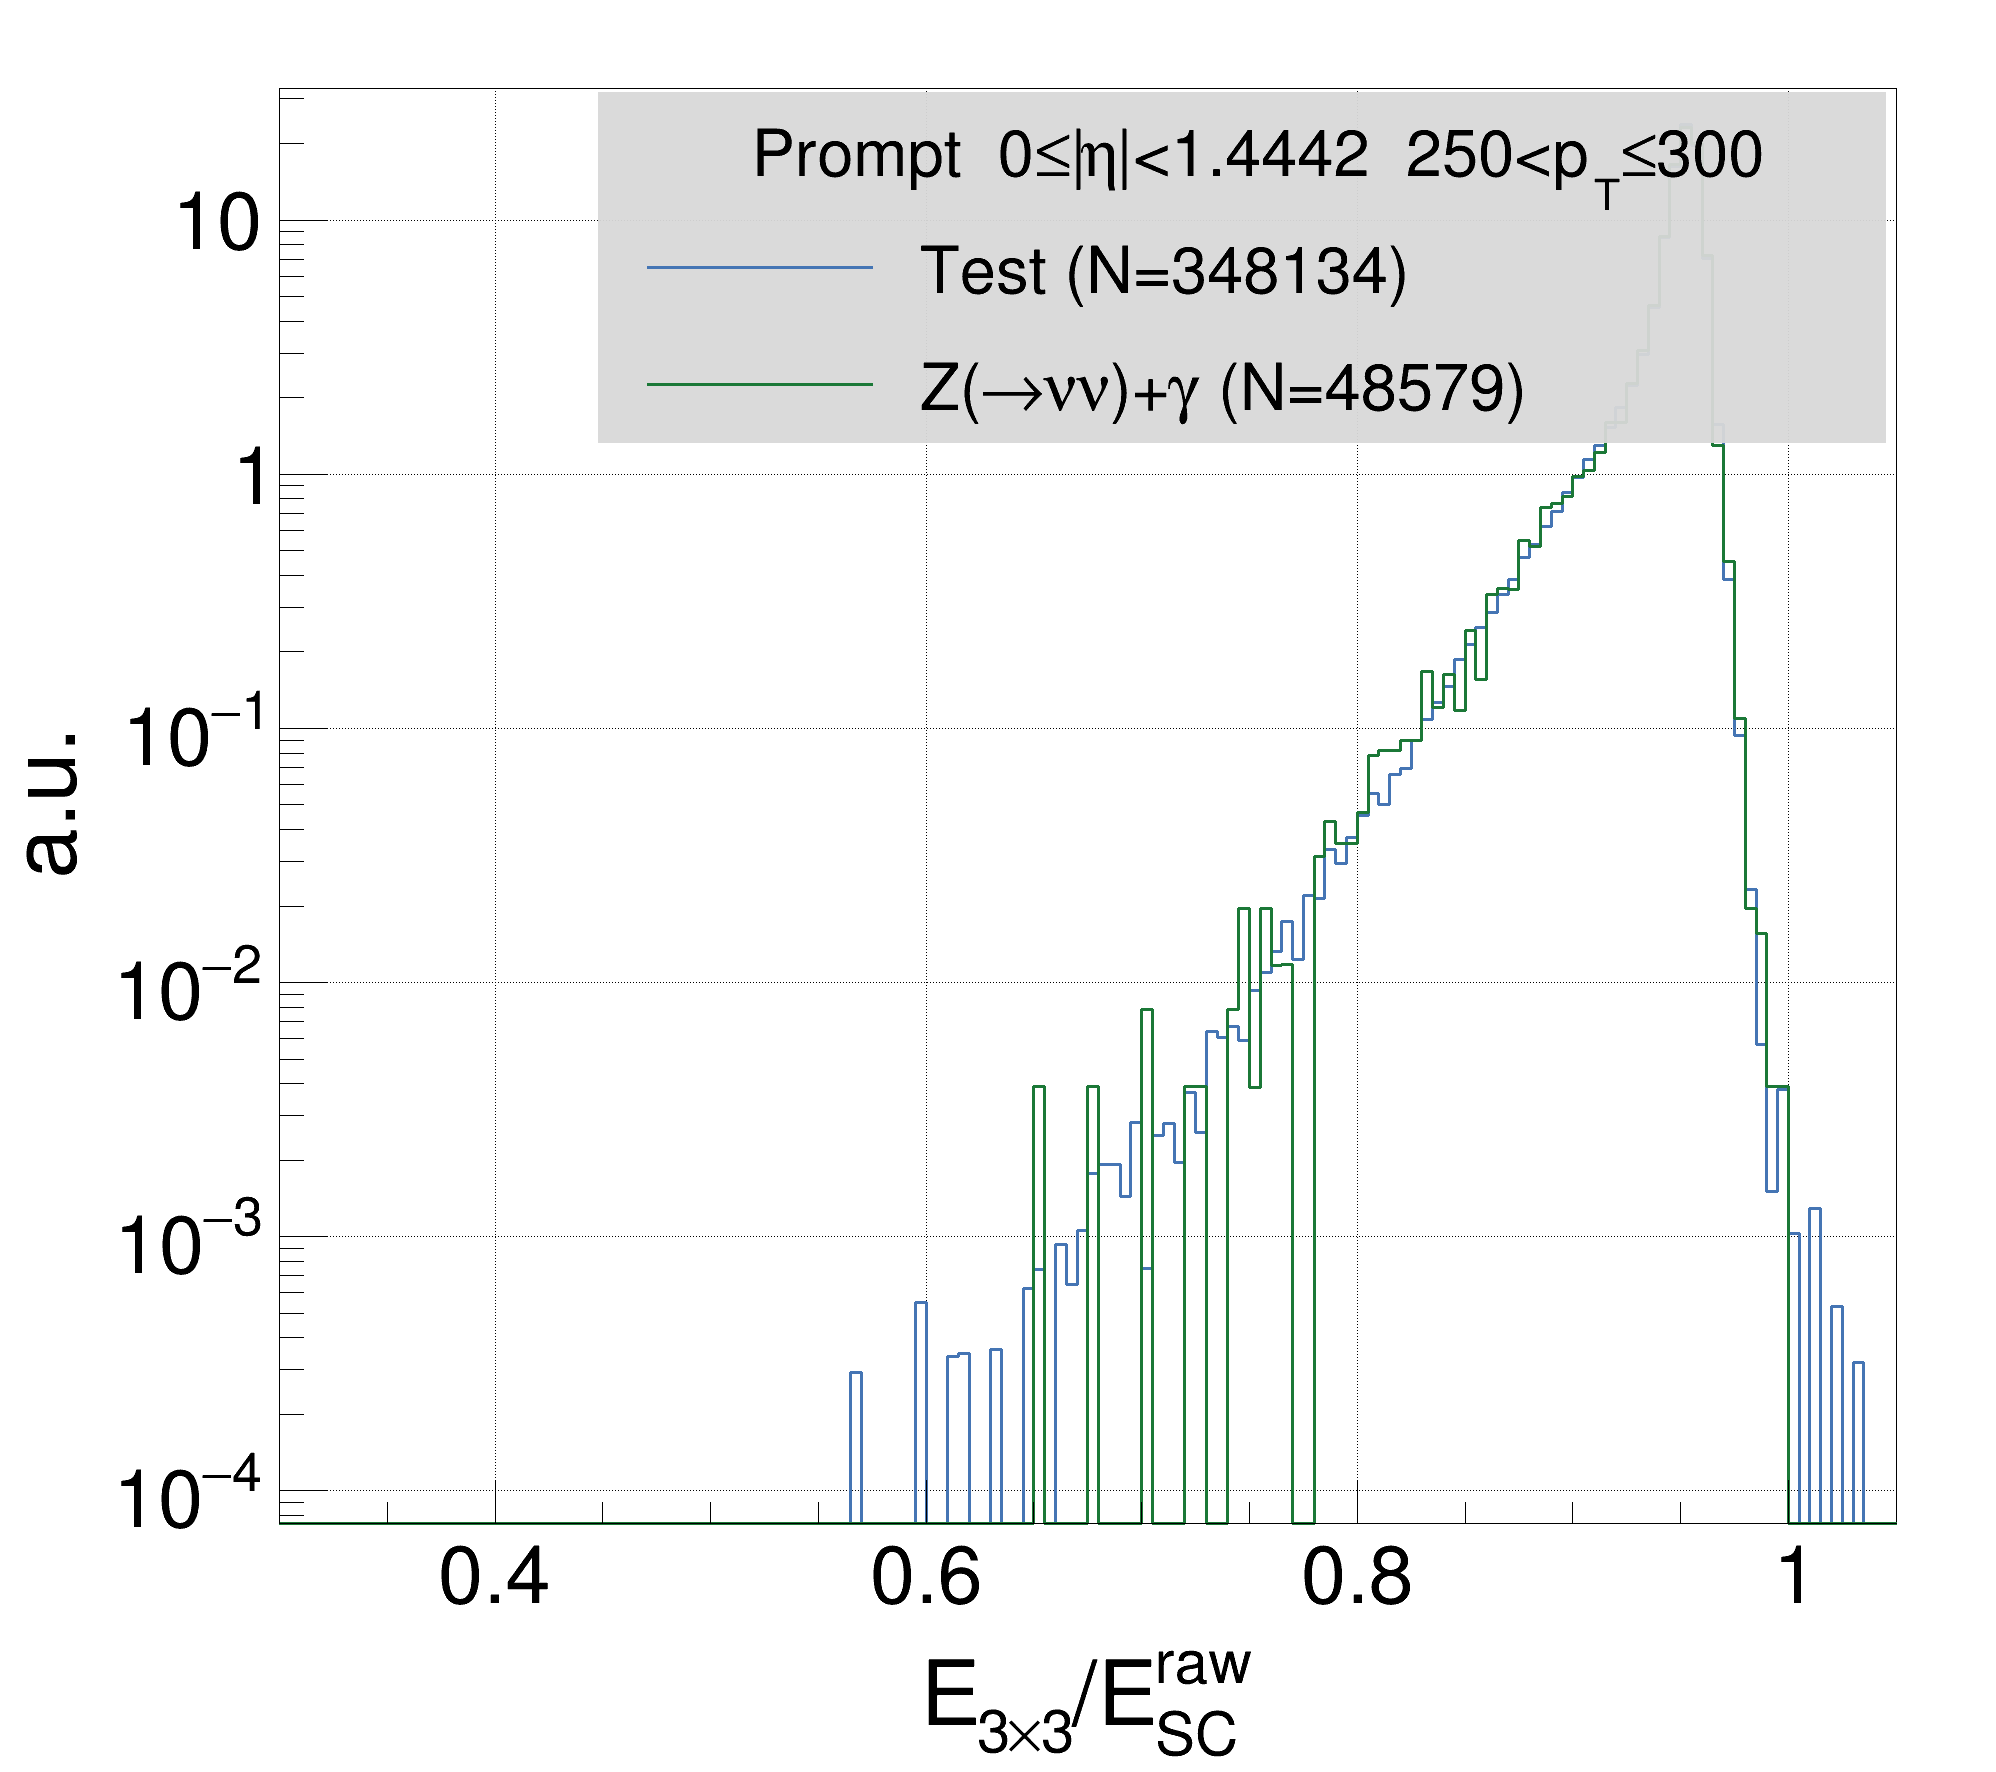 Prompt 0≤|η|<1.4442 250<p_T≤300
Test (N=348134)
Z(→νν)+γ (N=48579)
10
1
10^−1
10^−2
10^−3
10^−4
a.u.
0.4 0.6 0.8 1
E_3×3/E_SC^raw